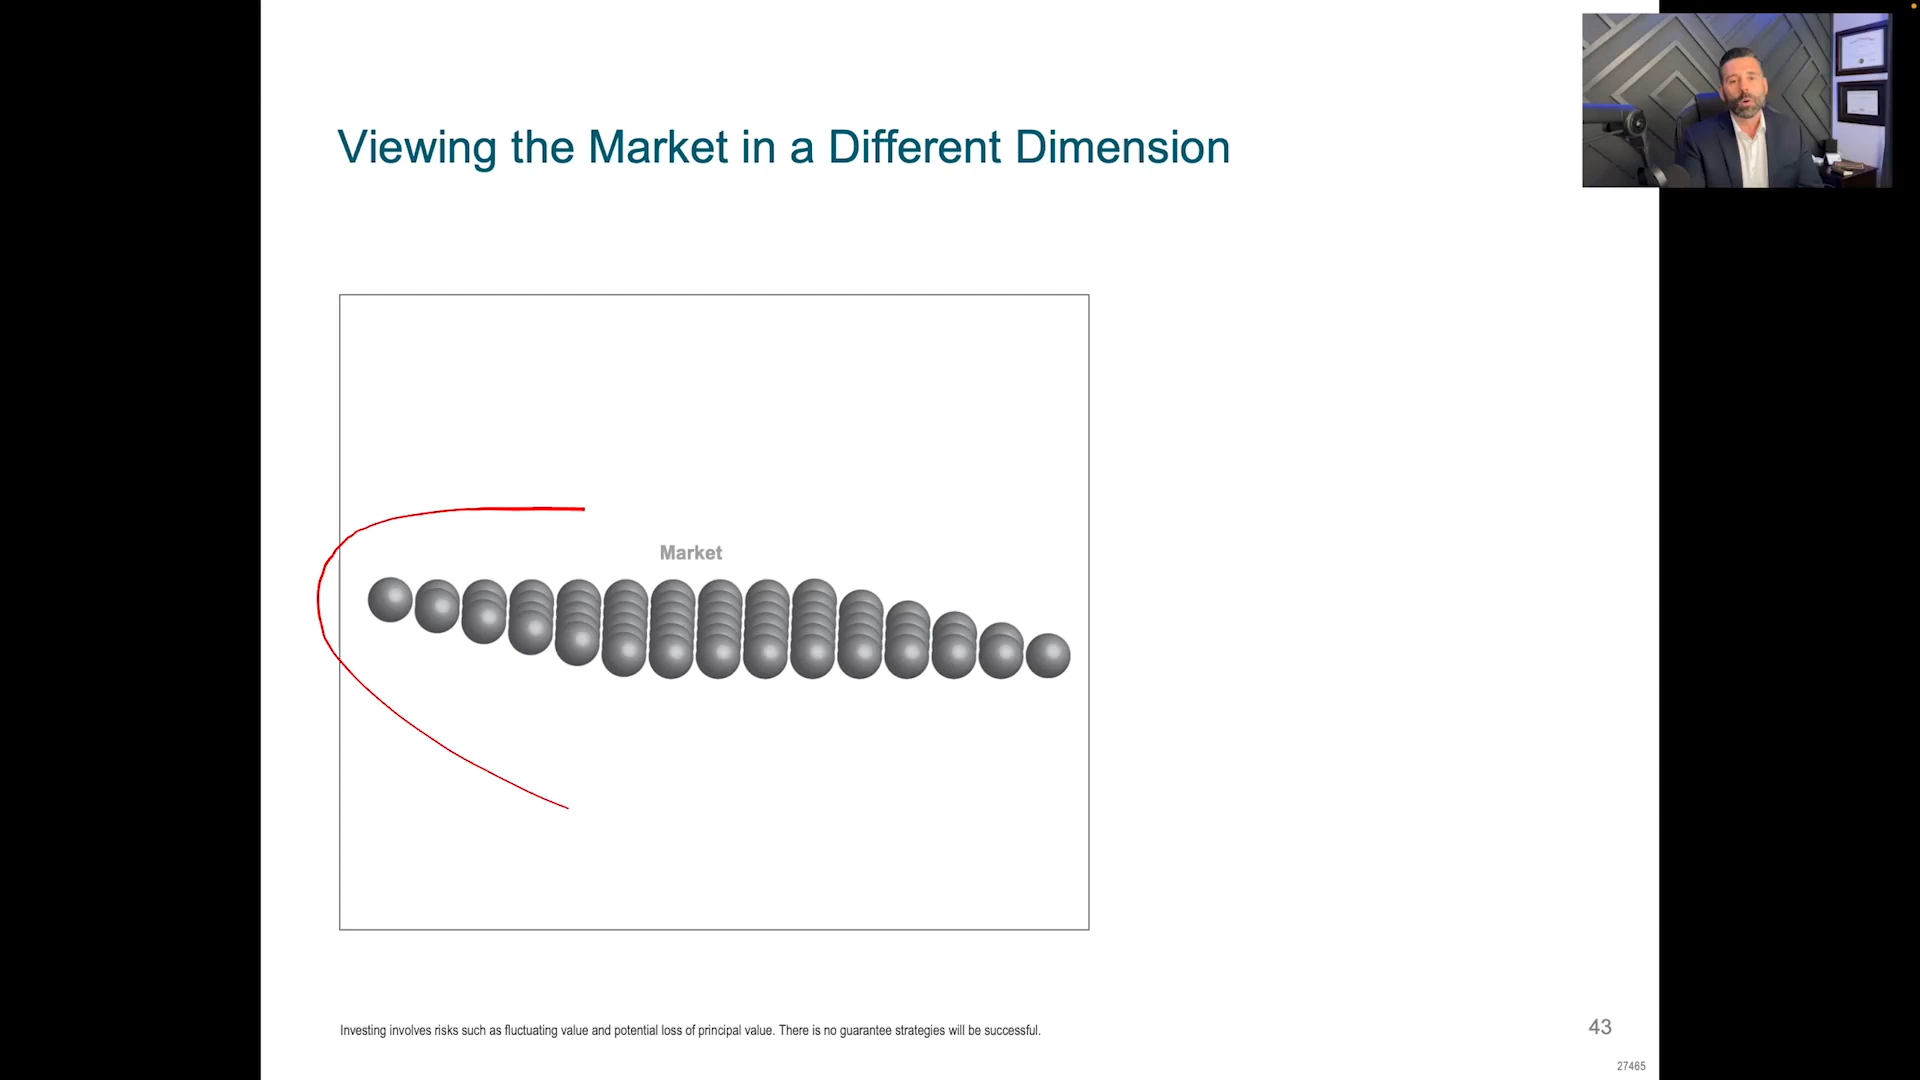 Viewing the Market in a Different Dimension
Market
Investing involves risks such as fluctuating value and potential loss of principal value. There is no guarantee strategies will be successful.
43
27465